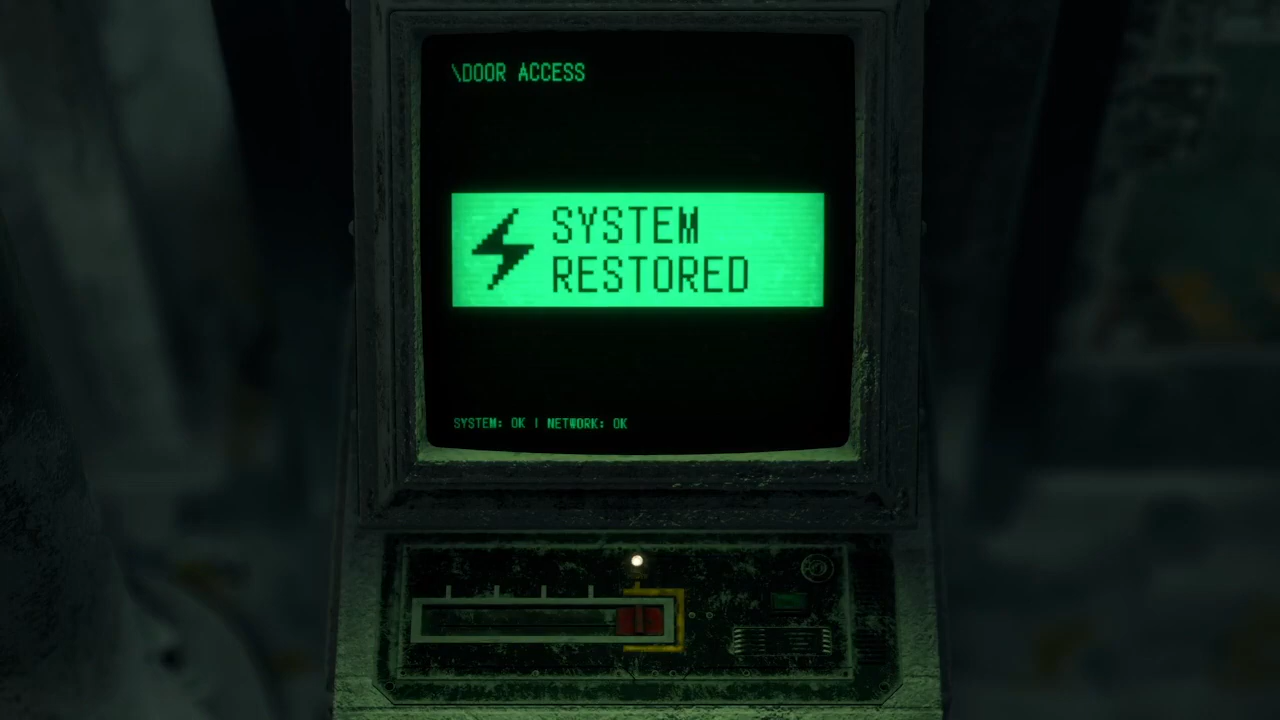 \DOOR ACCESS
SYSTEM
RESTORED
SYSTEM: OK | NETWORK: OK